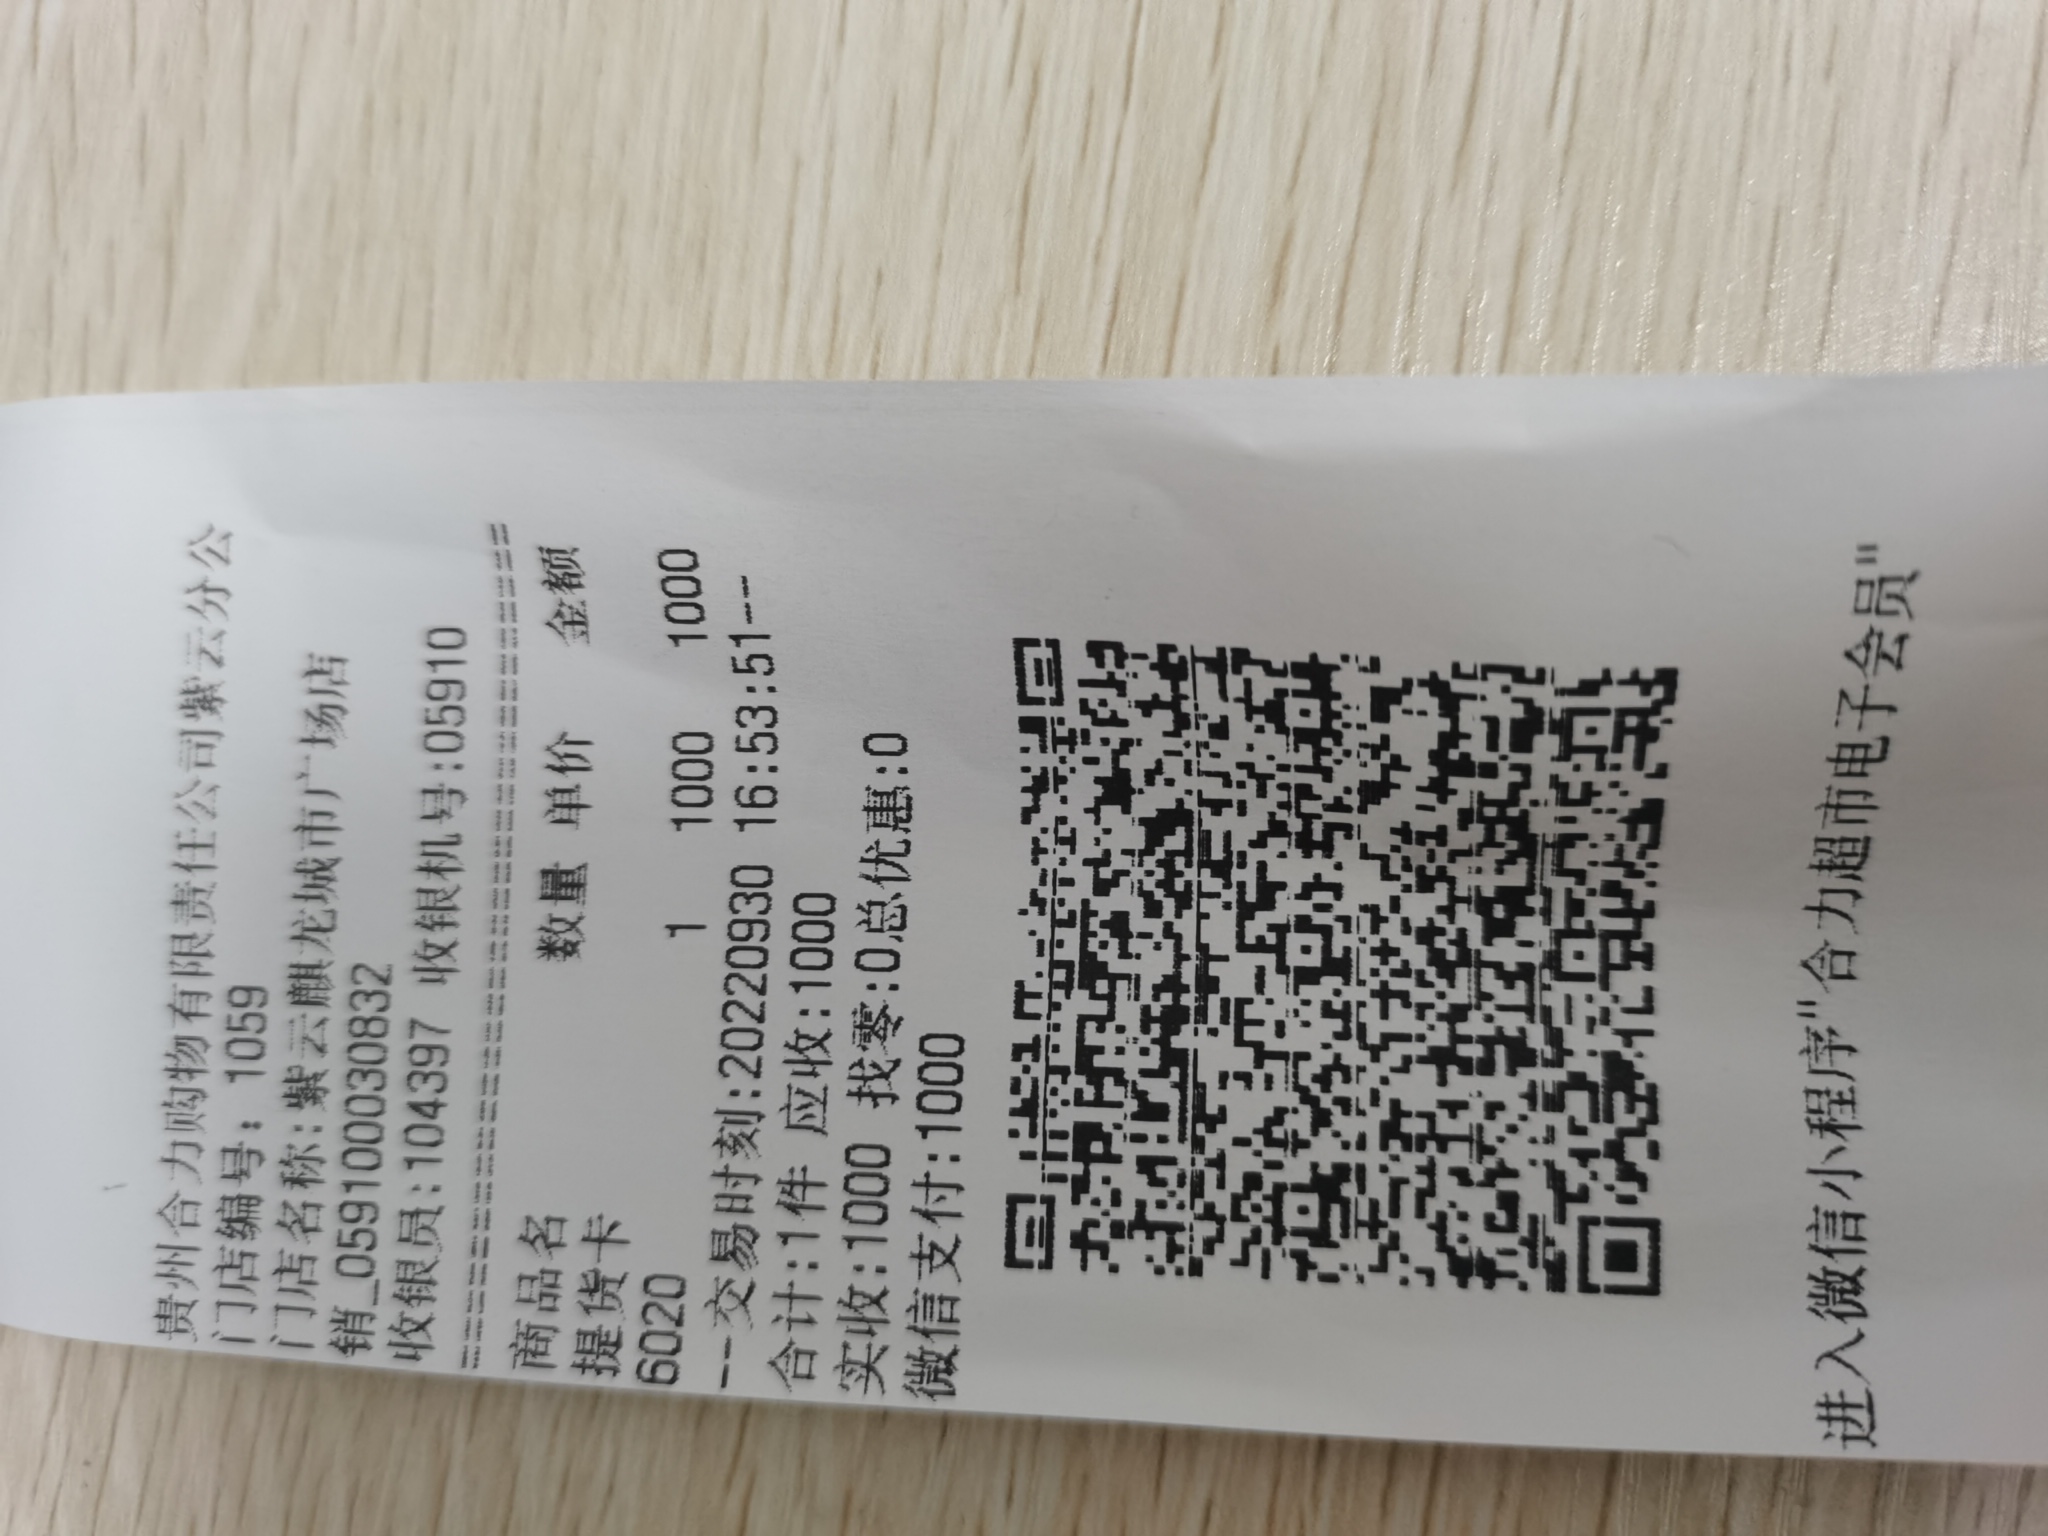 贵州合力购物有限责任公司紫云分公
门店编号: 1059
门店名称:紫云麒龙城市广场店
销_0591000030832
收银员:104397 收银机号:05910
========================================
商品名 数量 单价 金额
提货卡
6020 1 1000 1000
--交易时刻:20220930 16:53:51--
合计:1件 应收:1000
实收:1000 找零:0总优惠:0
微信支付:1000
进入微信小程序"合力超市电子会员"